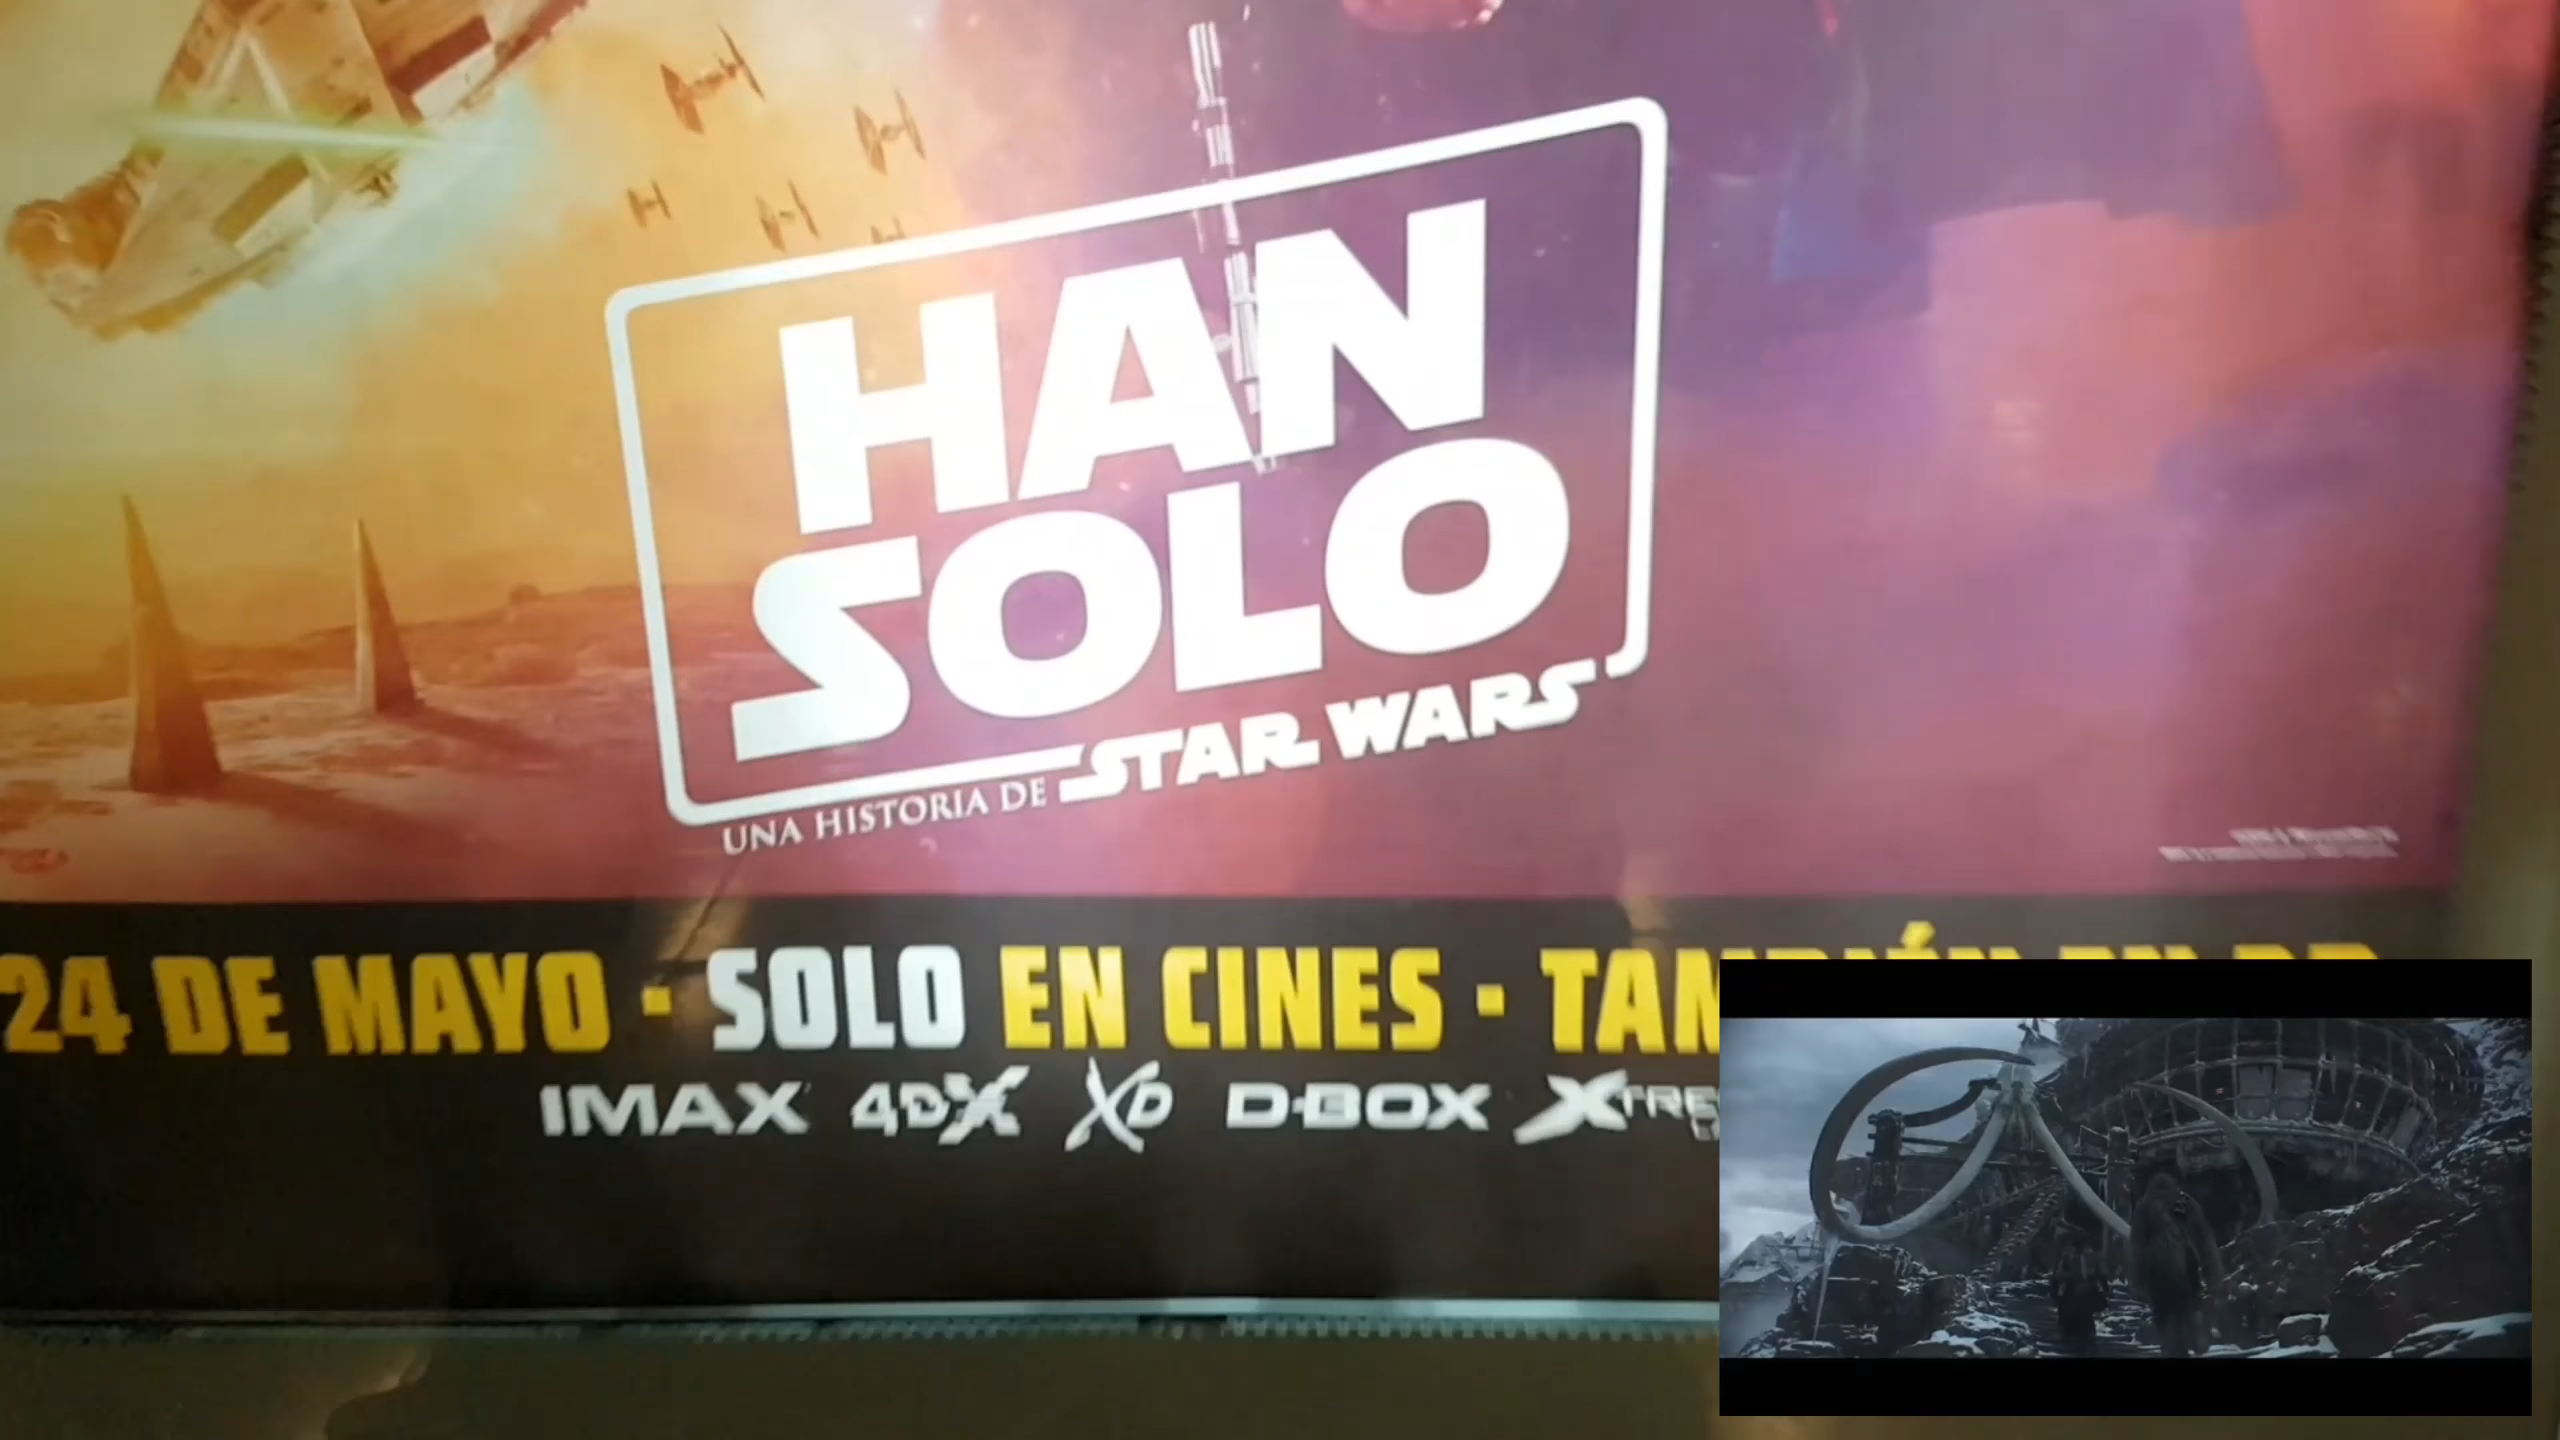 HAN
SOLO
UNA HISTORIA DE STAR WARS
24 DE MAYO · SOLO EN CINES ·
IMAX 4DX XD D-BOX